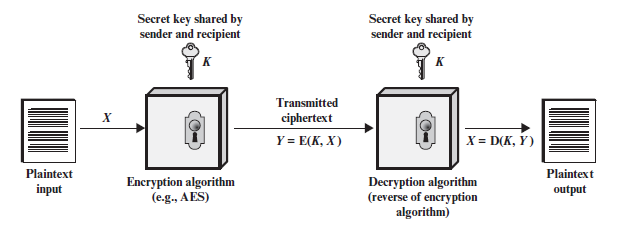 Secret key shared by
sender and recipient
K
Secret key shared by
sender and recipient
K
X
Transmitted
ciphertext
Y = E(K, X)
X = D(K, Y)
Plaintext
input
Encryption algorithm
(e.g., AES)
Decryption algorithm
(reverse of encryption
algorithm)
Plaintext
output